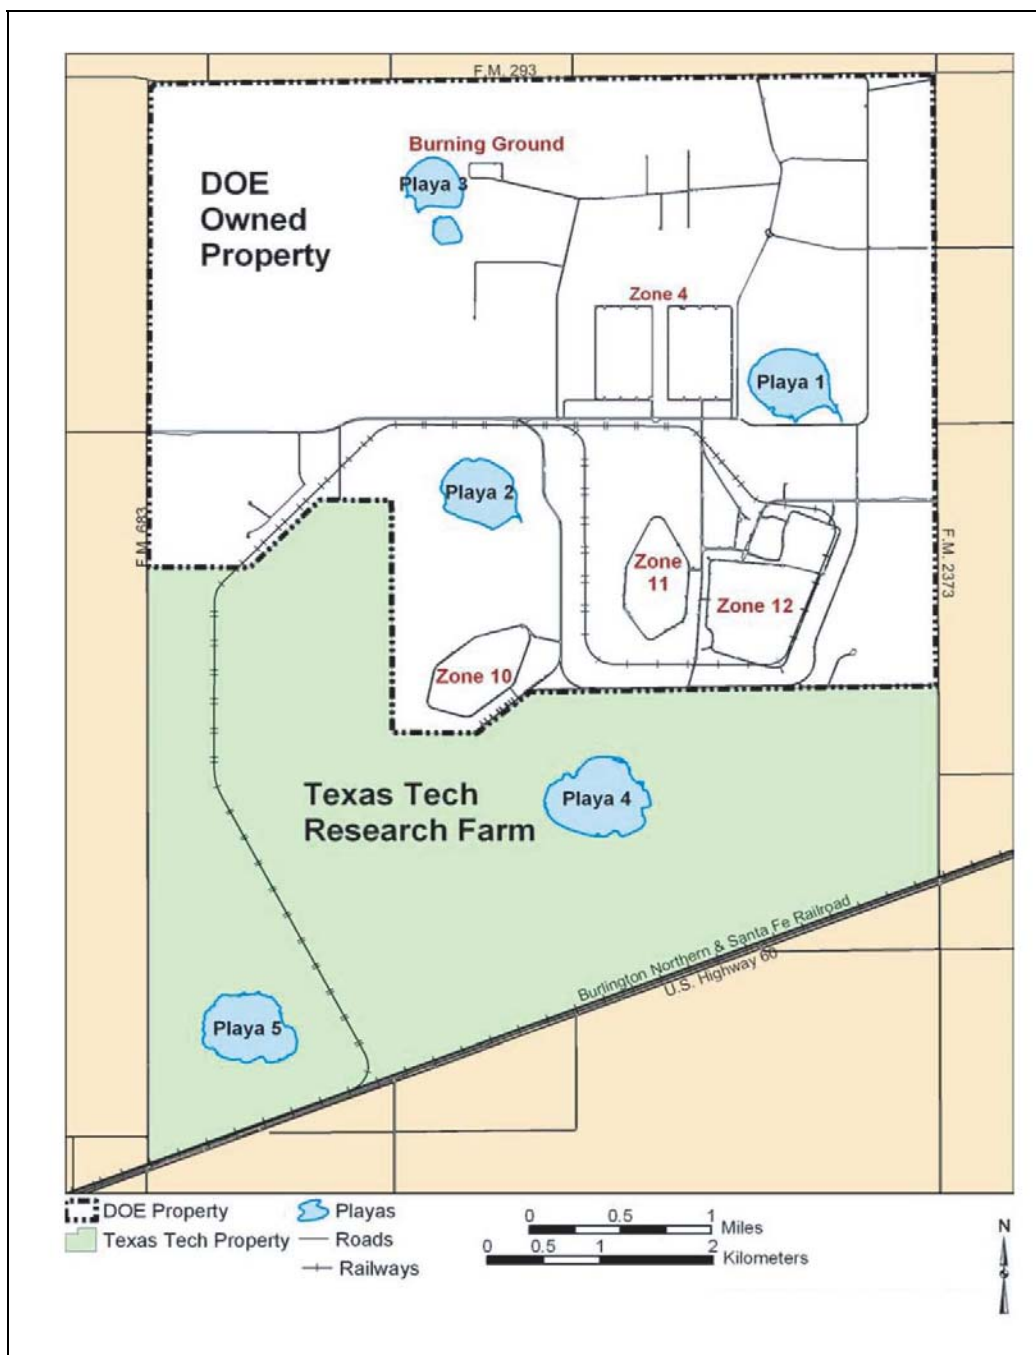 F.M. 293
Burning Ground
Playa 3
DOE
Owned
Property
Zone 4
Playa 1
Playa 2
F.M. 683
F.M. 2373
Zone
11
Zone 12
Zone 10
Texas Tech
Research Farm
Playa 4
Burlington Northern & Santa Fe Railroad
U.S. Highway 60
Playa 5
DOE Property
Playas
Texas Tech Property
Roads
Railways
0 0.5 1
Miles
0 0.5 1 2
Kilometers
N